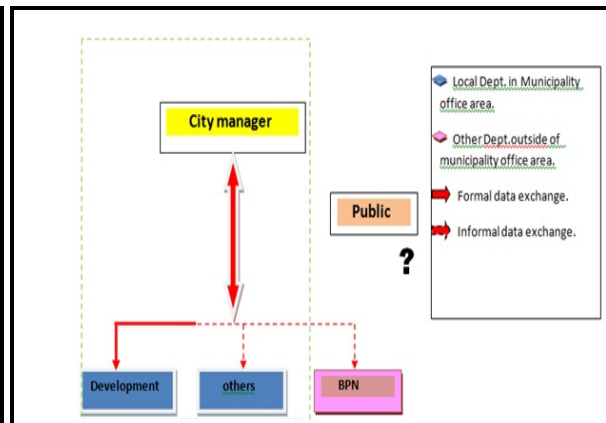 City manager
Public
?
Development
others
BPN
Local Dept. in Municipality
office area.
Other Dept.outside of
municipality office area.
Formal data exchange.
Informal data exchange.